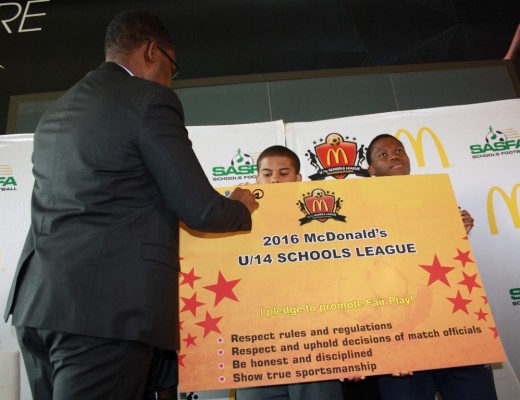 RE
SASFA
SCHOOLS FOOTBALL
SASFA
SCHOOLS FOOTBALL
2016 McDonald's
U/14 SCHOOLS LEAGUE
I pledge to promote Fair Play!
Respect rules and regulations
Respect and uphold decisions of match officials
Be honest and disciplined
Show true sportsmanship